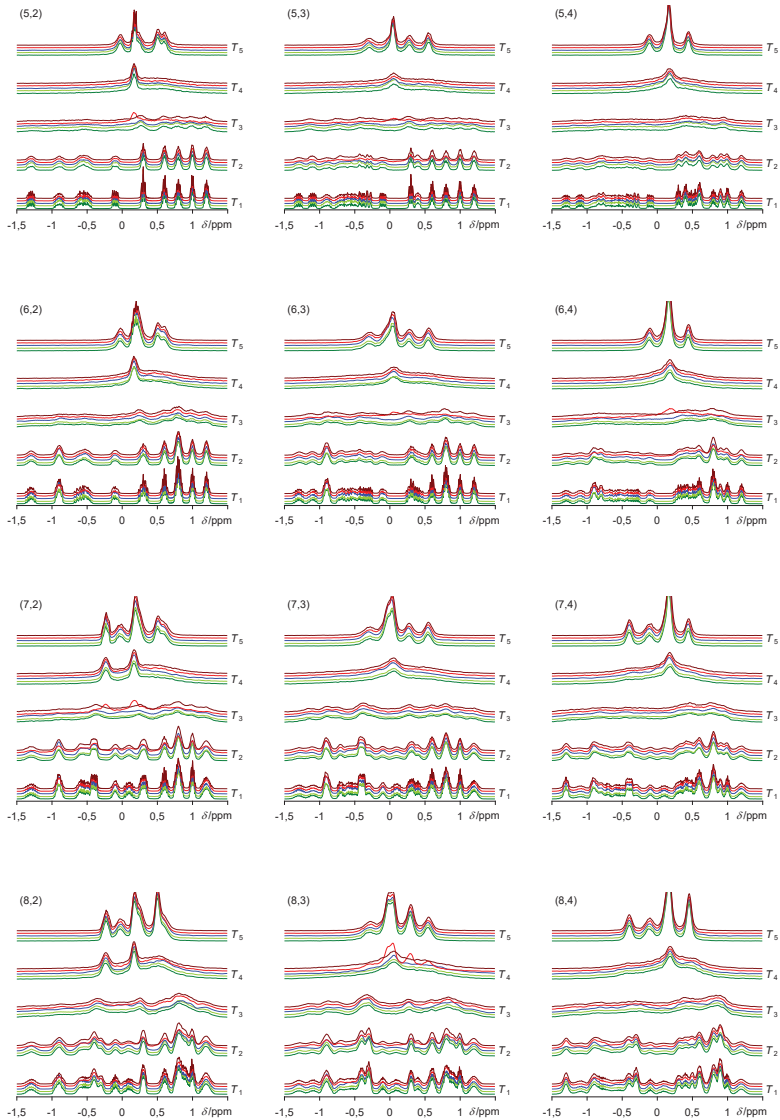 (5,2) (5,3) (5,4)
T5 T5 T5
T4 T4 T4
T3 T3 T3
T2 T2 T2
T1 T1 T1
-1,5 -1 -0,5 0 0,5 1 δ/ppm -1,5 -1 -0,5 0 0,5 1 δ/ppm -1,5 -1 -0,5 0 0,5 1 δ/ppm
(6,2) (6,3) (6,4)
T5 T5 T5
T4 T4 T4
T3 T3 T3
T2 T2 T2
T1 T1 T1
-1,5 -1 -0,5 0 0,5 1 δ/ppm -1,5 -1 -0,5 0 0,5 1 δ/ppm -1,5 -1 -0,5 0 0,5 1 δ/ppm
(7,2) (7,3) (7,4)
T5 T5 T5
T4 T4 T4
T3 T3 T3
T2 T2 T2
T1 T1 T1
-1,5 -1 -0,5 0 0,5 1 δ/ppm -1,5 -1 -0,5 0 0,5 1 δ/ppm -1,5 -1 -0,5 0 0,5 1 δ/ppm
(8,2) (8,3) (8,4)
T5 T5 T5
T4 T4 T4
T3 T3 T3
T2 T2 T2
T1 T1 T1
-1,5 -1 -0,5 0 0,5 1 δ/ppm -1,5 -1 -0,5 0 0,5 1 δ/ppm -1,5 -1 -0,5 0 0,5 1 δ/ppm